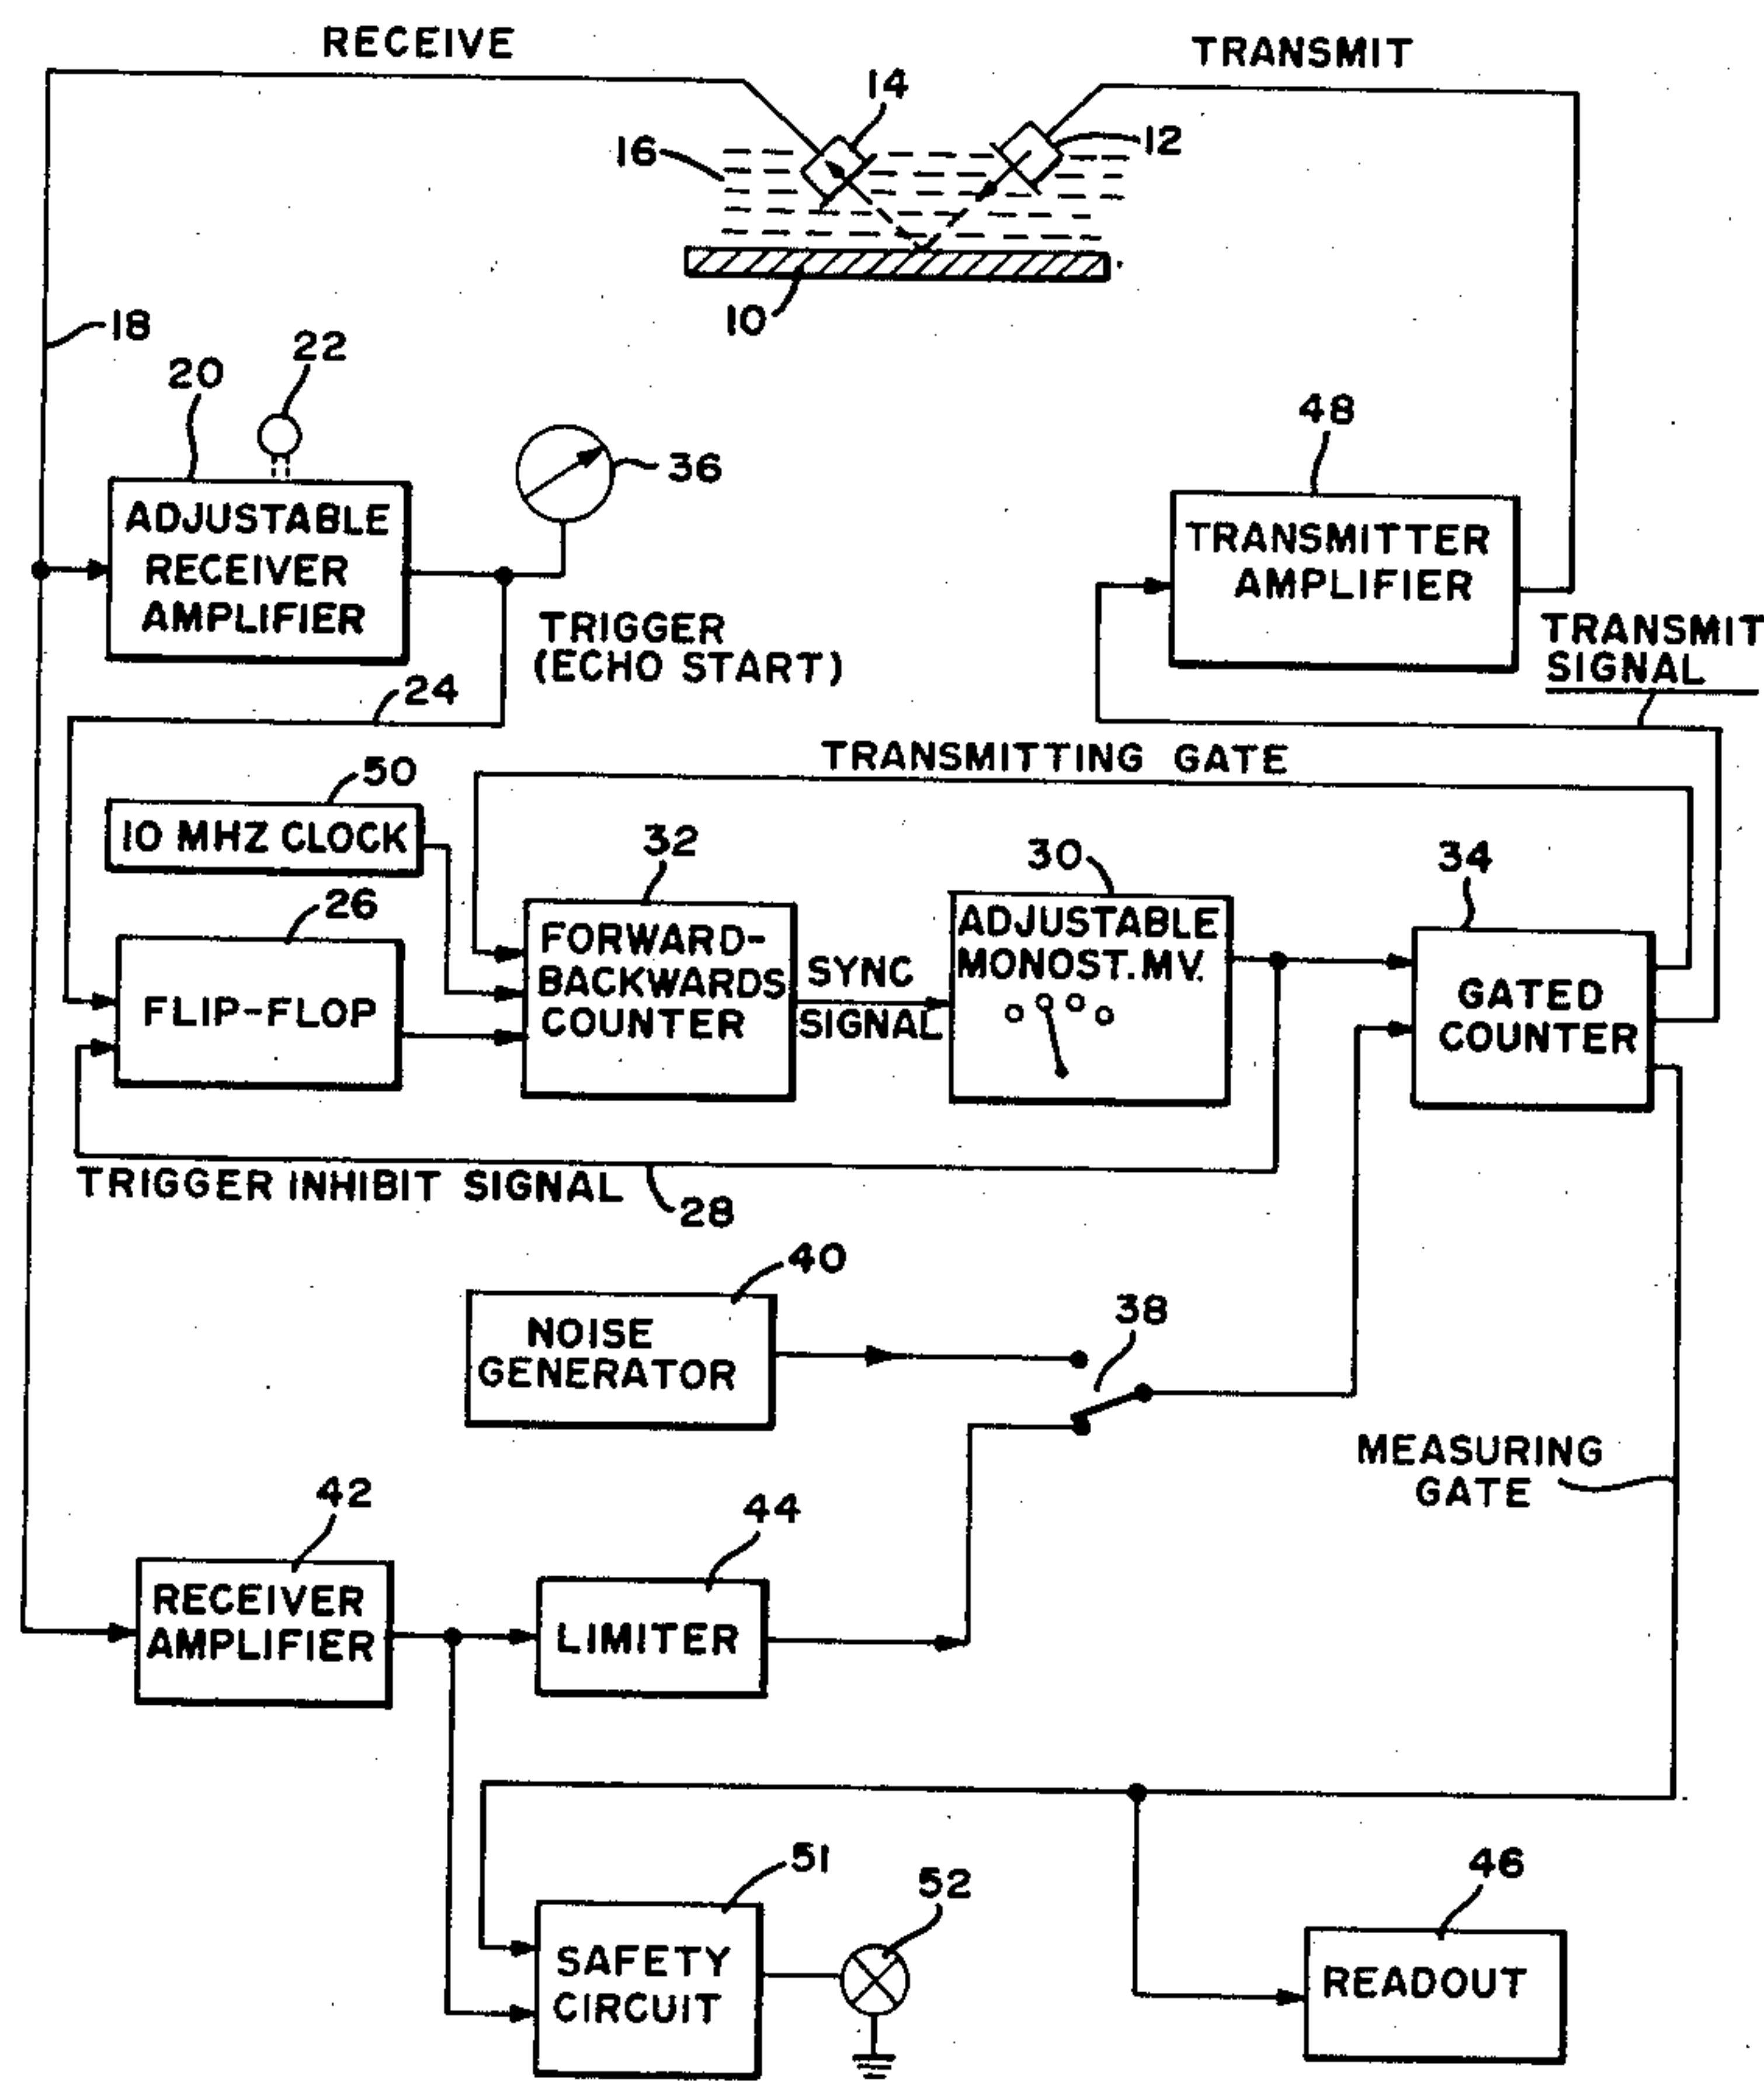 RECEIVE
TRANSMIT
14
12
16
10
18
22
20
36
48
ADJUSTABLE
RECEIVER
AMPLIFIER
TRANSMITTER
AMPLIFIER
TRIGGER
(ECHO START)
TRANSMIT
SIGNAL
24
TRANSMITTING GATE
50
10 MHZ CLOCK
32
30
34
26
FLIP-FLOP
FORWARD-
BACKWARDS
COUNTER
SYNC
SIGNAL
ADJUSTABLE
MONOST. MV.
GATED
COUNTER
TRIGGER INHIBIT SIGNAL
28
40
NOISE
GENERATOR
38
MEASURING
GATE
42
44
RECEIVER
AMPLIFIER
LIMITER
51
52
46
SAFETY
CIRCUIT
READOUT